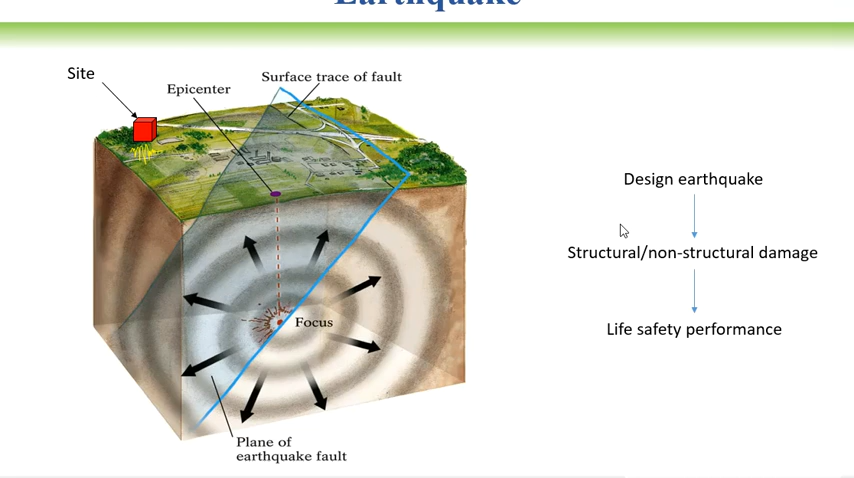 Earthquake
Site
Epicenter
Surface trace of fault
Focus
Plane of
earthquake fault
Design earthquake
Structural/non-structural damage
Life safety performance